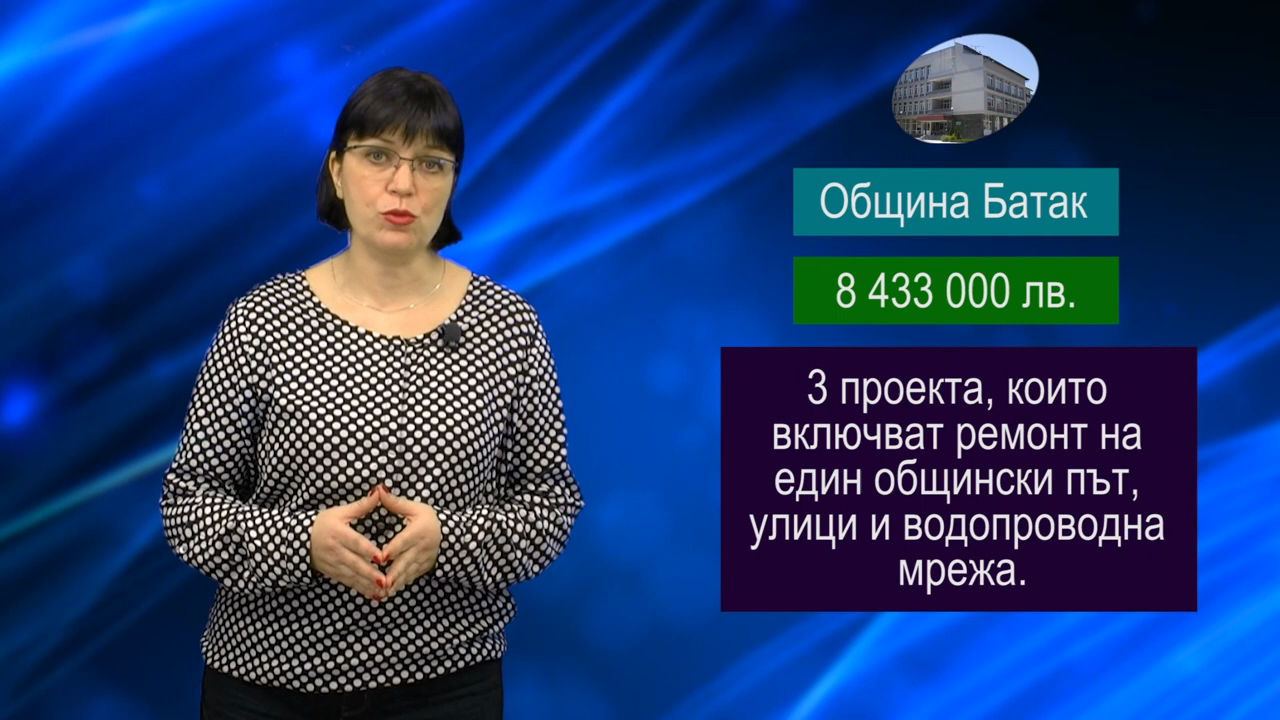 Община Батак
8 433 000 лв.
3 проекта, които
включват ремонт на
един общински път,
улици и водопроводна
мрежа.